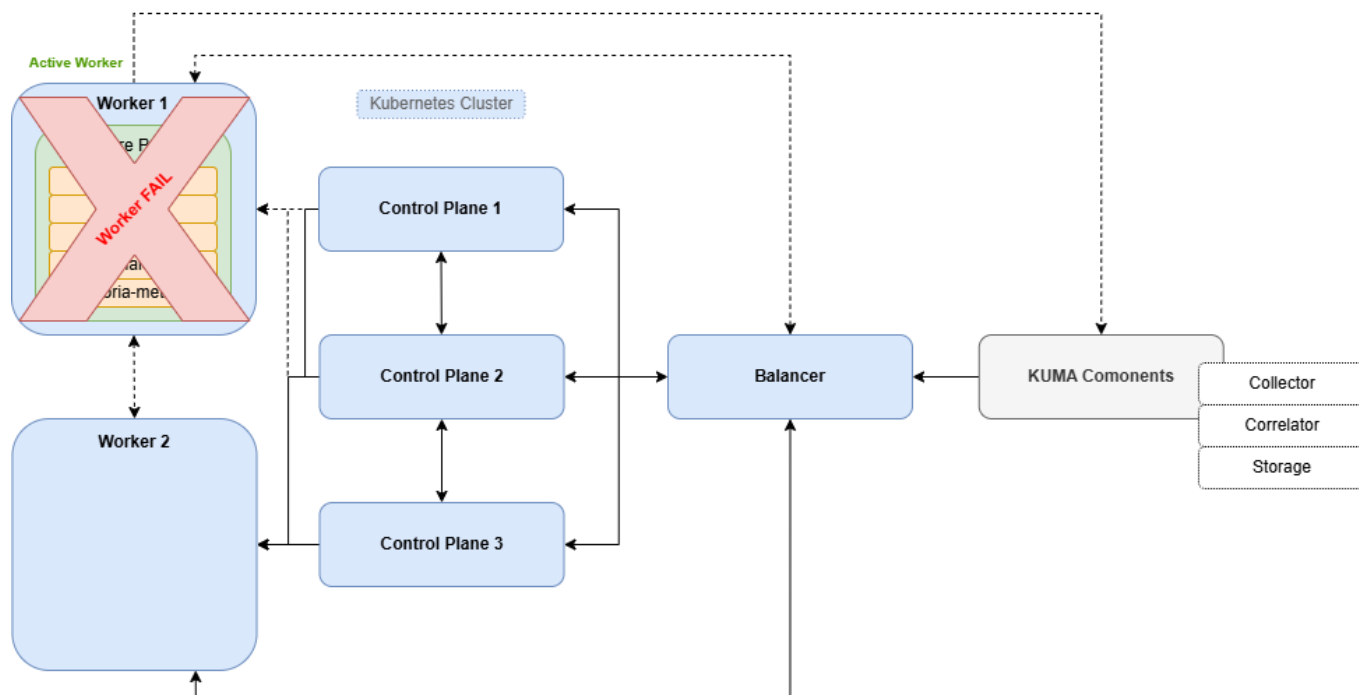 Active Worker
Worker 1
Kubernetes Cluster
Worker FAIL
Control Plane 1
Control Plane 2
Balancer
KUMA Comonents
Collector
Correlator
Storage
Worker 2
Control Plane 3